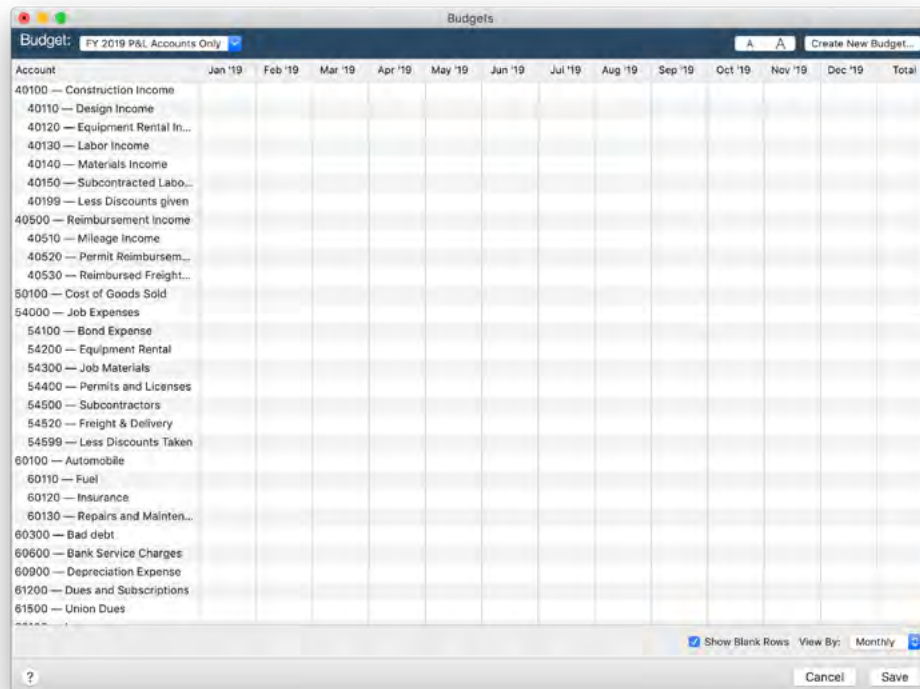 Budgets
Budget: FY 2019 P&L Accounts Only A A Create New Budget...
Account Jan '19 Feb '19 Mar '19 Apr '19 May '19 Jun '19 Jul '19 Aug '19 Sep '19 Oct '19 Nov '19 Dec '19 Total
40100 — Construction Income
40110 — Design Income
40120 — Equipment Rental In...
40130 — Labor Income
40140 — Materials Income
40150 — Subcontracted Labo...
40199 — Less Discounts given
40500 — Reimbursement Income
40510 — Mileage Income
40520 — Permit Reimbursem...
40530 — Reimbursed Freight...
50100 — Cost of Goods Sold
54000 — Job Expenses
54100 — Bond Expense
54200 — Equipment Rental
54300 — Job Materials
54400 — Permits and Licenses
54500 — Subcontractors
54520 — Freight & Delivery
54599 — Less Discounts Taken
60100 — Automobile
60110 — Fuel
60120 — Insurance
60130 — Repairs and Mainten...
60300 — Bad debt
60600 — Bank Service Charges
60900 — Depreciation Expense
61200 — Dues and Subscriptions
61500 — Union Dues
Show Blank Rows View By: Monthly
? Cancel Save